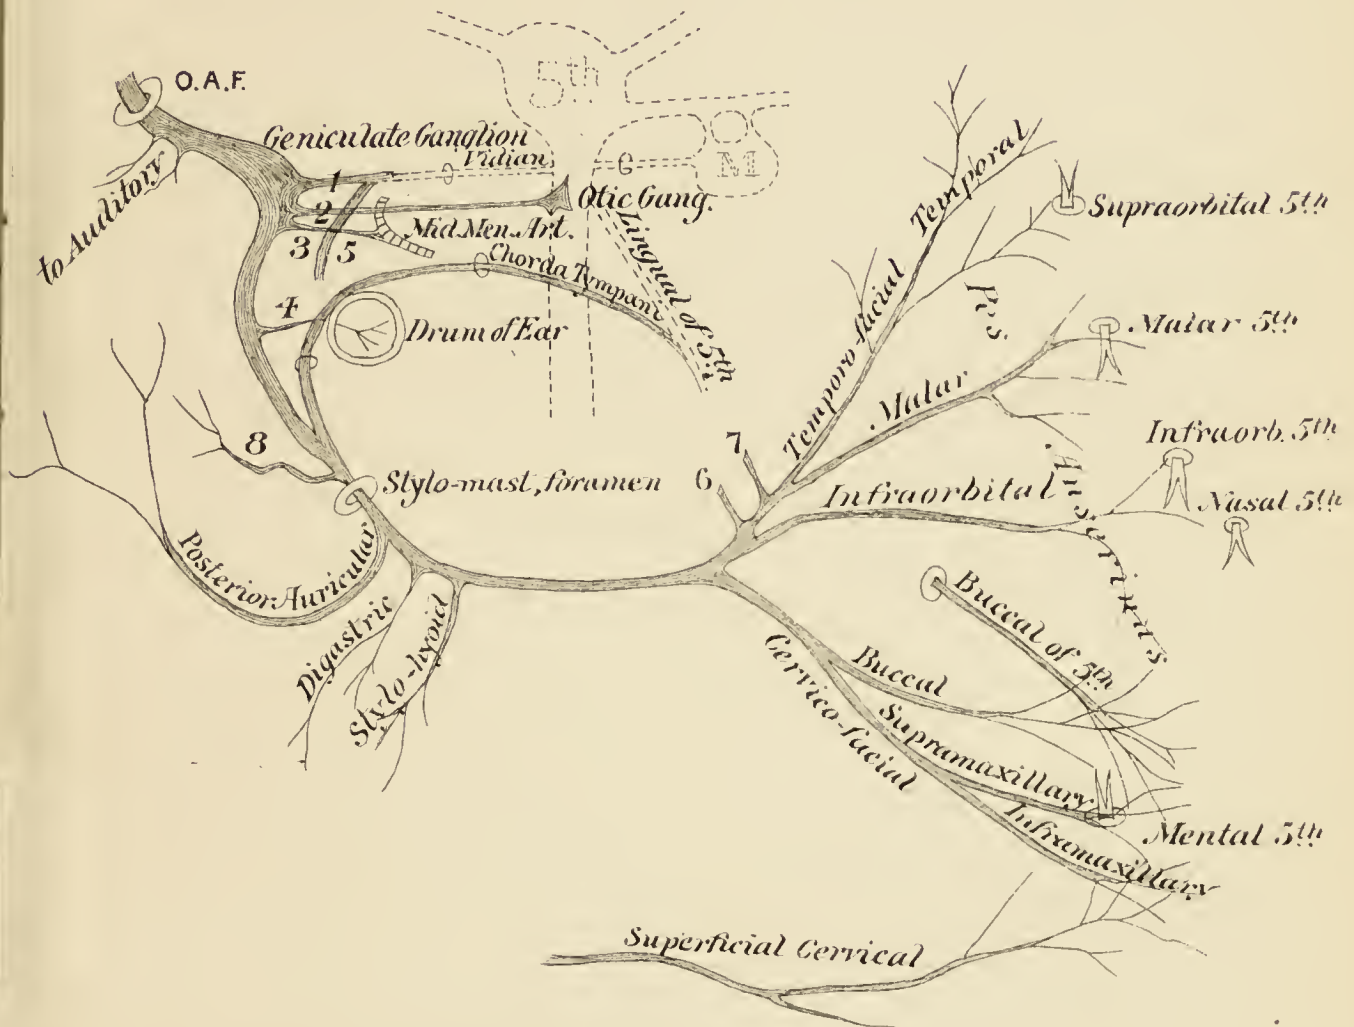 O.A.F.
5th
Geniculate Ganglion
Vidian
M
to Auditory
1
2
3
5
Otic Gang.
Mid. Men. Art.
Lingual of 5th
Chorda Tympani
4
Drum of Ear
8
Stylo-mast. foramen
Posterior Auricular
Digastric
Stylo-hyoid
6
7
Temporo-facial
Temporal
Supraorbital 5th
Pes
Malar
Malar 5th
Infraorbital
Infraorb. 5th
Nasal 5th
Anserinus
Buccal of 5th
Cervico-facial
Buccal
Supramaxillary
Mental 5th
Inframaxillary
Superficial Cervical